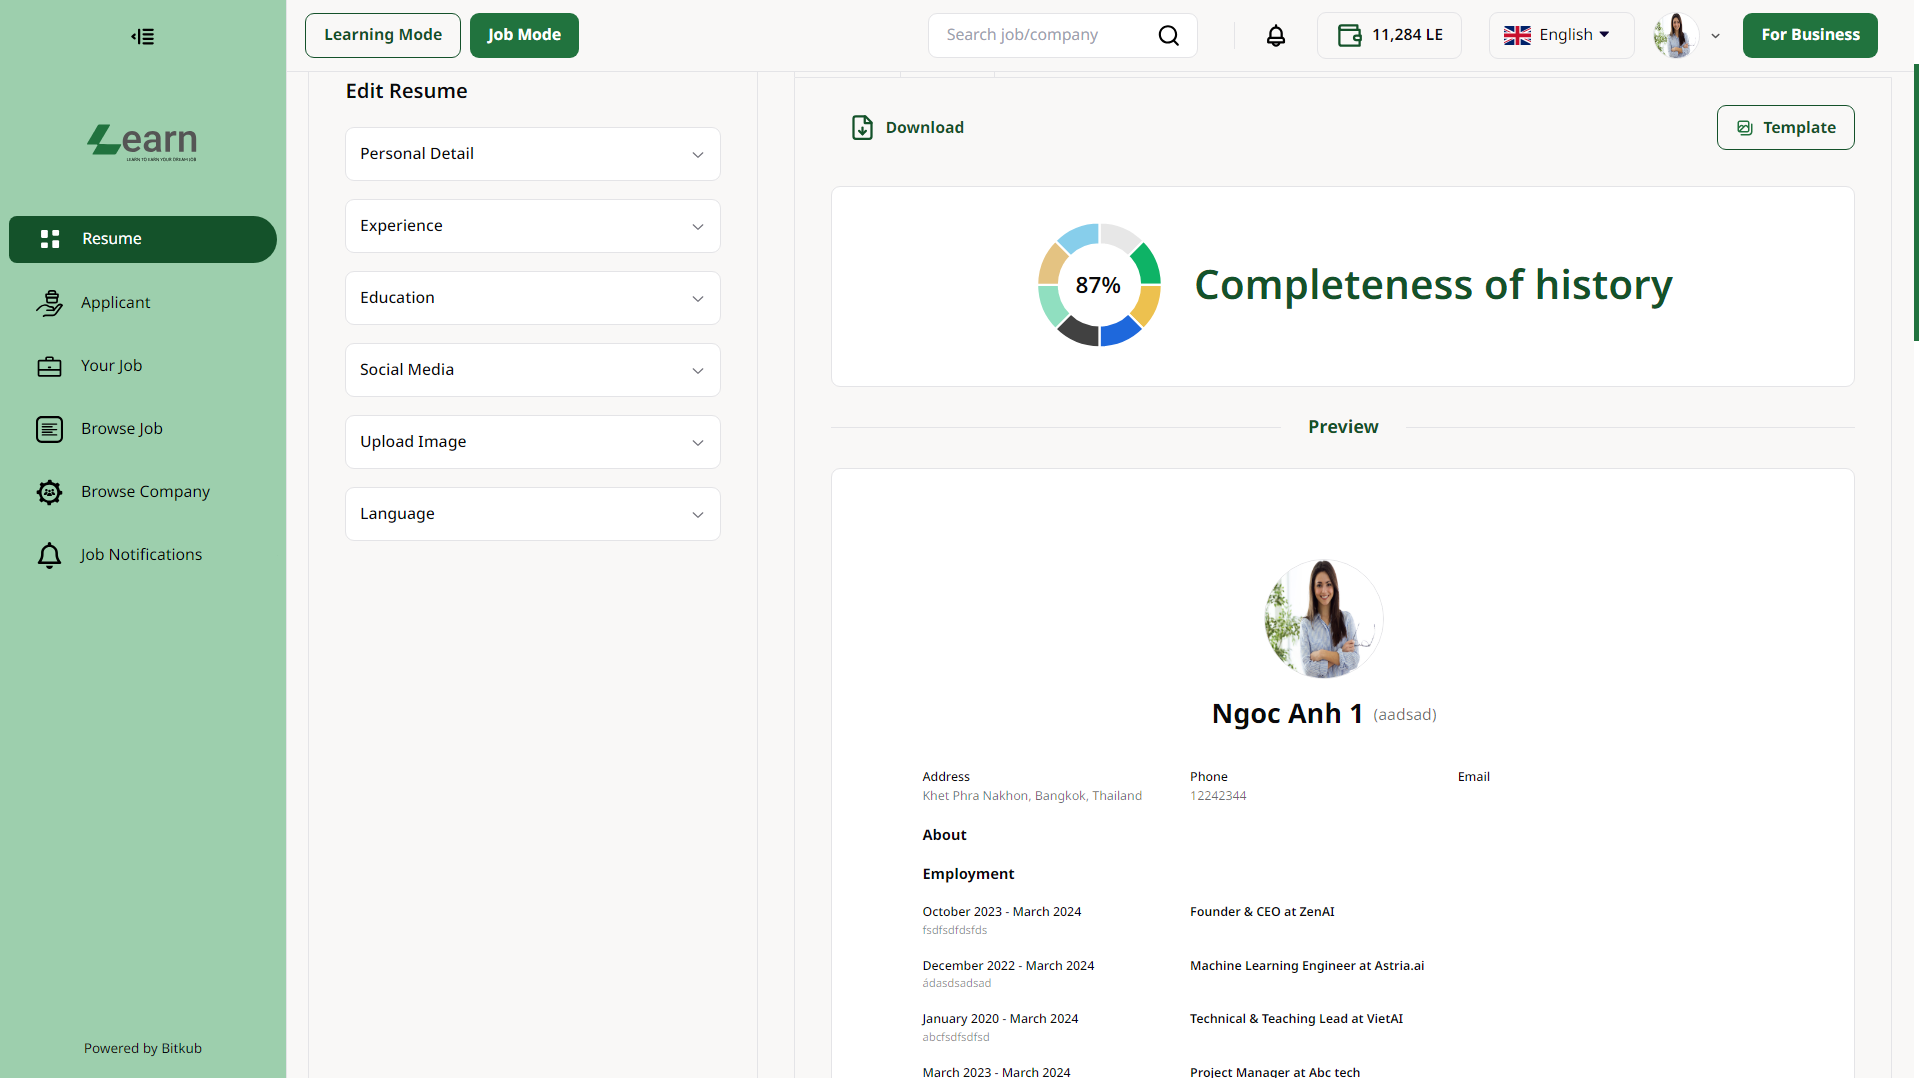 Learning Mode
Job Mode
Search job/company
11,284 LE
English
For Business
Learn
LEARN TO EARN YOUR DREAM JOB
Resume
Applicant
Your Job
Browse Job
Browse Company
Job Notifications
Powered by Bitkub
Edit Resume
Personal Detail
Experience
Education
Social Media
Upload Image
Language
Download
Template
87%
Completeness of history
Preview
Ngoc Anh 1 (aadsad)
Address
Khet Phra Nakhon, Bangkok, Thailand
Phone
12242344
Email
About
Employment
October 2023 - March 2024
fsdfsdfdsfds
Founder & CEO at ZenAI
December 2022 - March 2024
ádasdsadsad
Machine Learning Engineer at Astria.ai
January 2020 - March 2024
abcfsdfsdfsd
Technical & Teaching Lead at VietAI
March 2023 - March 2024
Project Manager at Abc tech